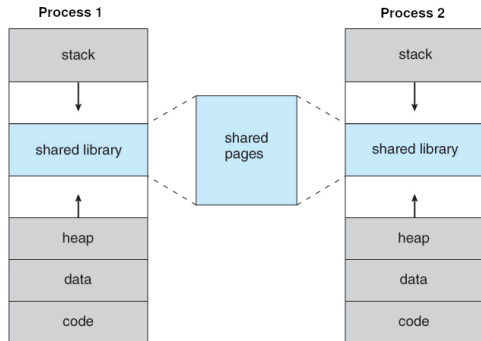 Process 1
stack
shared library
heap
data
code
shared
pages
Process 2
stack
shared library
heap
data
code